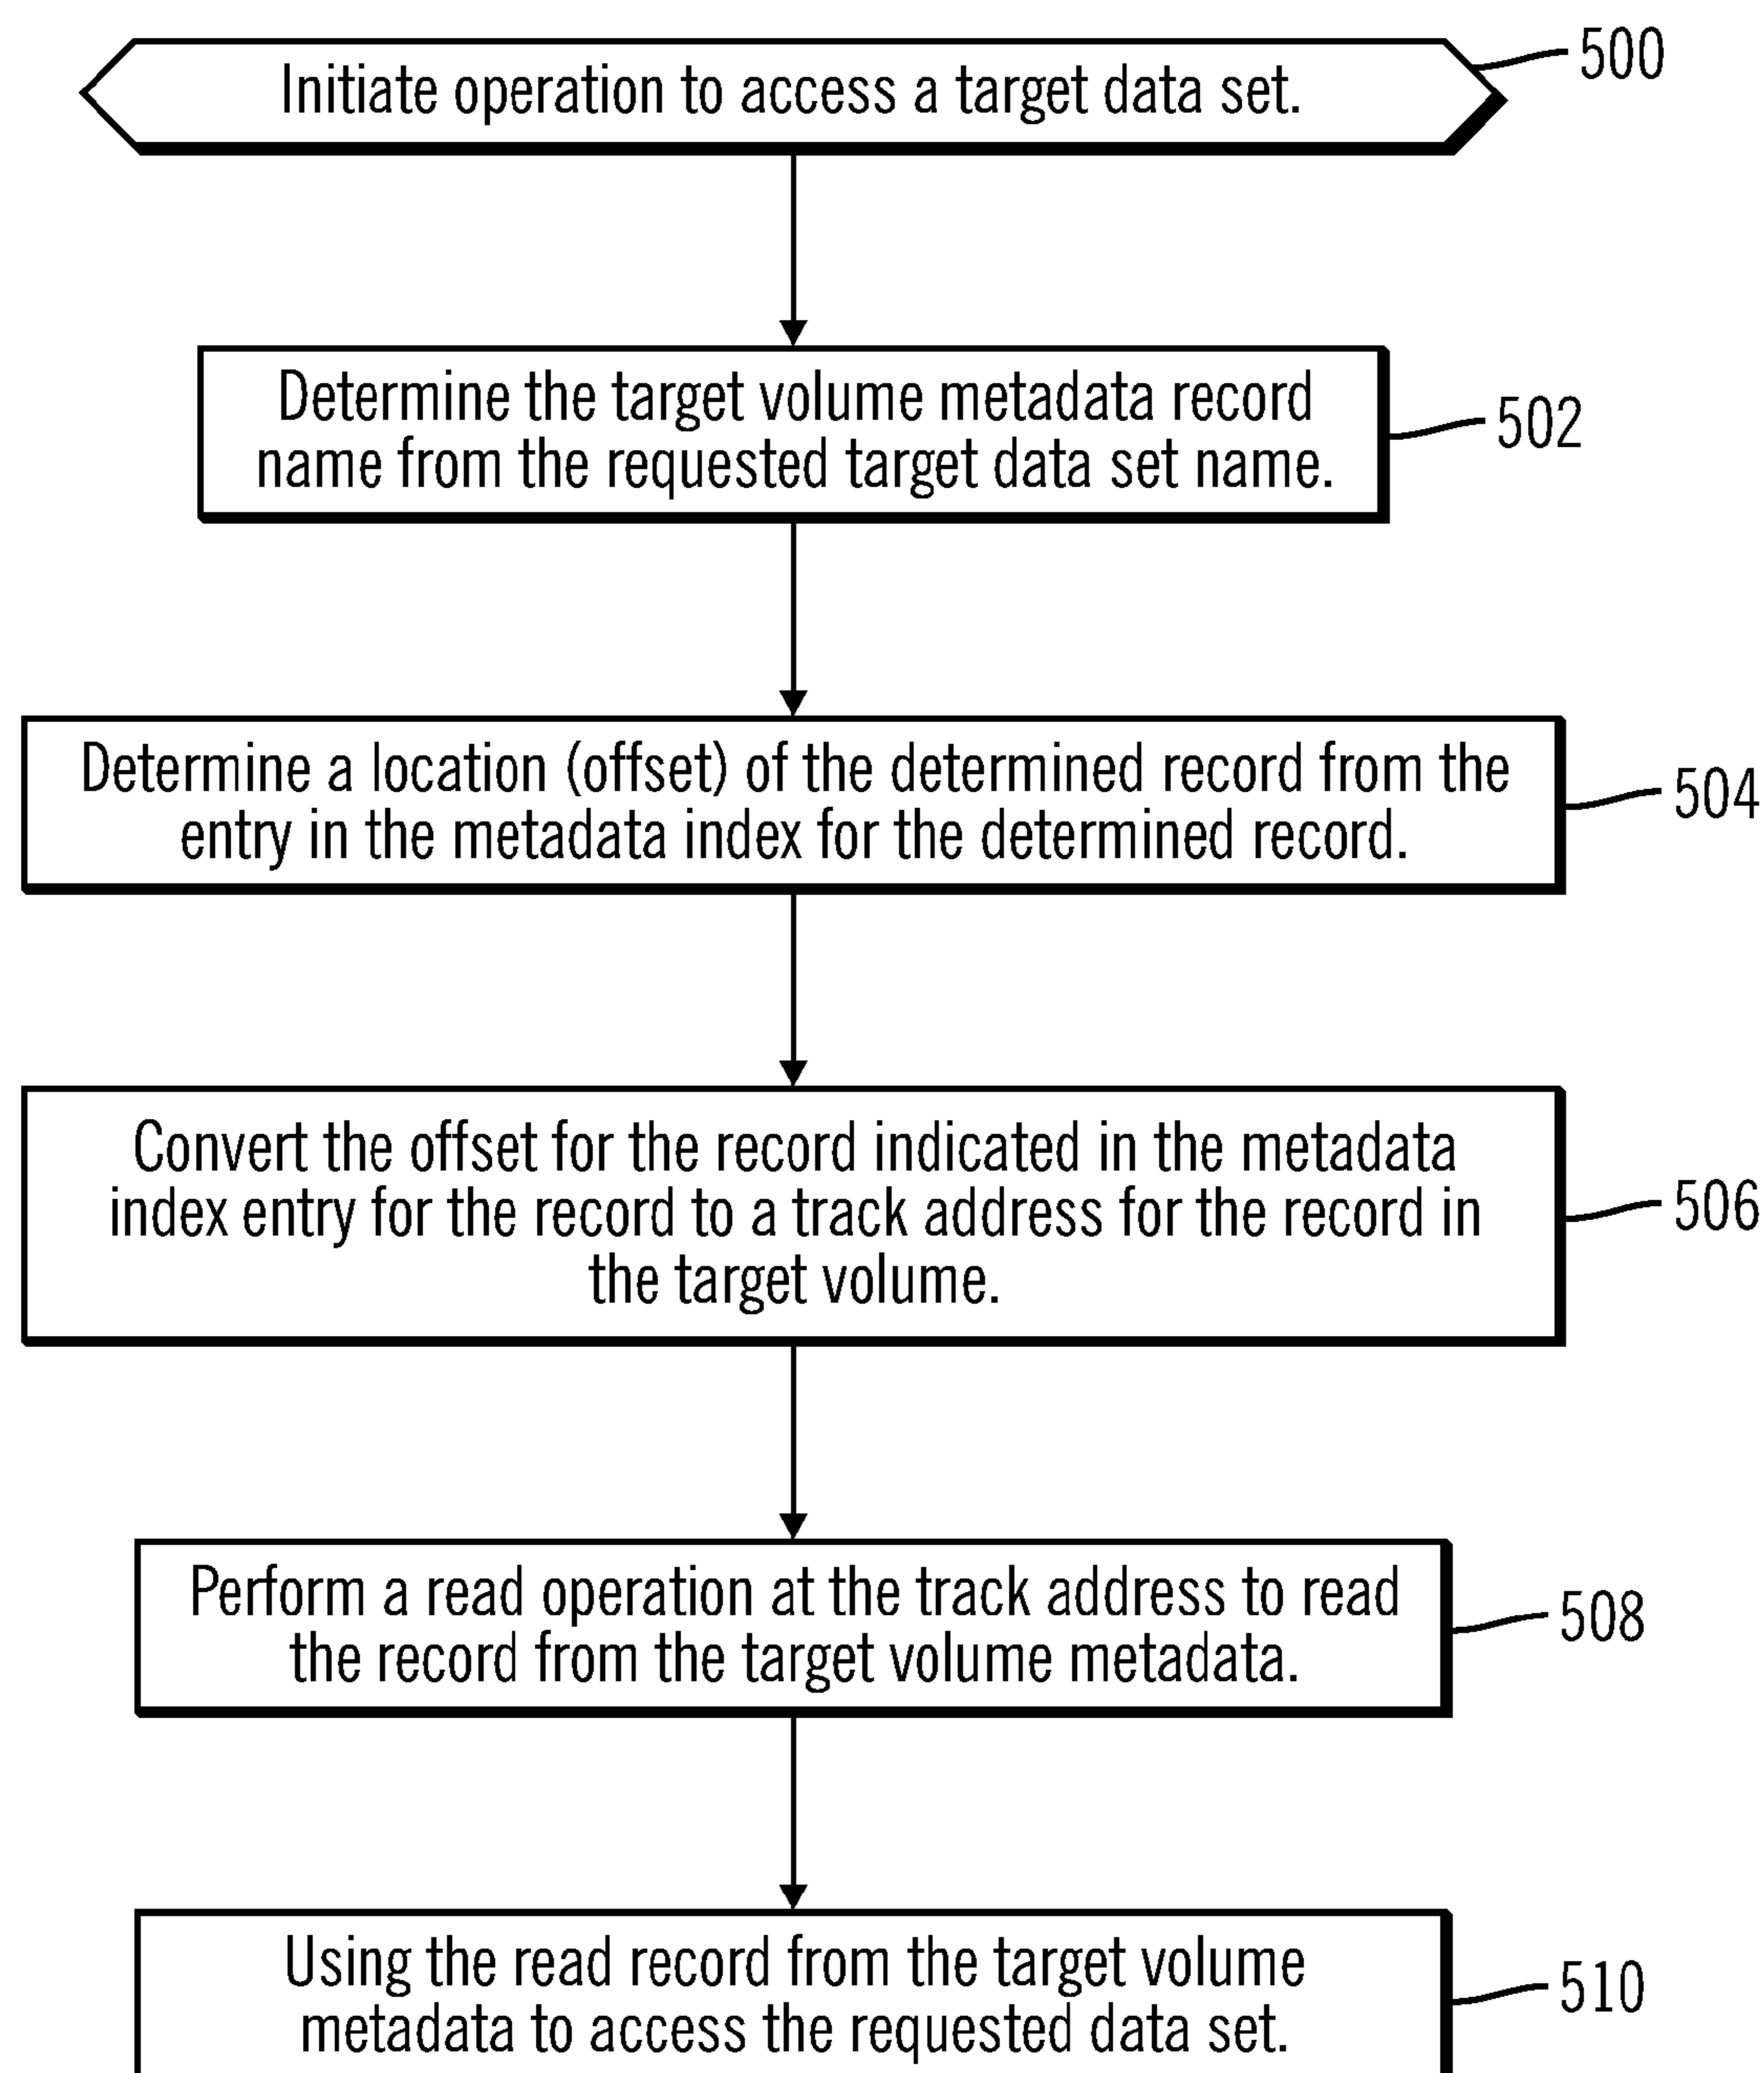 Initiate operation to access a target data set.
500
Determine the target volume metadata record
name from the requested target data set name.
502
Determine a location (offset) of the determined record from the
entry in the metadata index for the determined record.
504
Convert the offset for the record indicated in the metadata
index entry for the record to a track address for the record in
the target volume.
506
Perform a read operation at the track address to read
the record from the target volume metadata.
508
Using the read record from the target volume
metadata to access the requested data set.
510